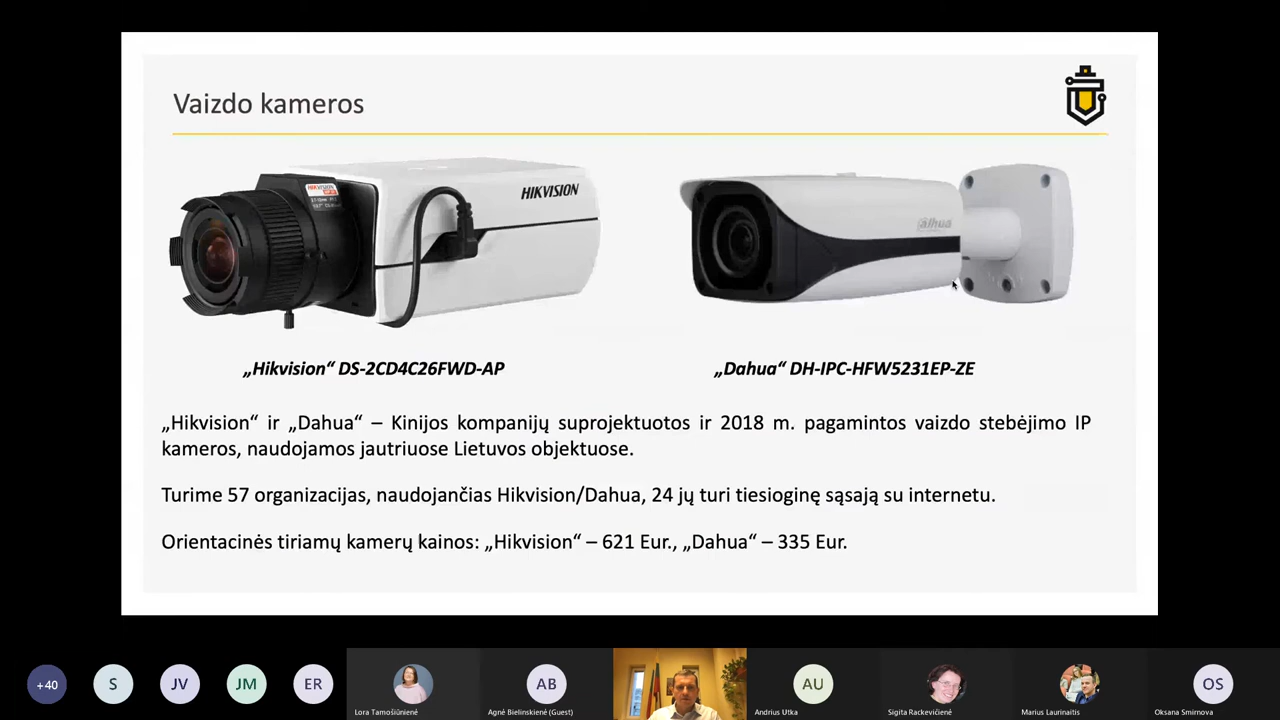 Vaizdo kameros
HIKVISION
HIKVISION
alhua
„Hikvision“ DS-2CD4C26FWD-AP
„Dahua“ DH-IPC-HFW5231EP-ZE
„Hikvision“ ir „Dahua“ – Kinijos kompanijų suprojektuotos ir 2018 m. pagamintos vaizdo stebėjimo IP
kameros, naudojamos jautriuose Lietuvos objektuose.
Turime 57 organizacijas, naudojančias Hikvision/Dahua, 24 jų turi tiesioginę sąsają su internetu.
Orientacinės tiriamų kamerų kainos: „Hikvision“ – 621 Eur., „Dahua“ – 335 Eur.
+40
S
JV
JM
ER
AB
AU
OS
Lora Tamošiūnienė
Agnė Bielinskienė (Guest)
Andrius Utka
Sigita Rackevičienė
Marius Laurinaitis
Oksana Smirnova